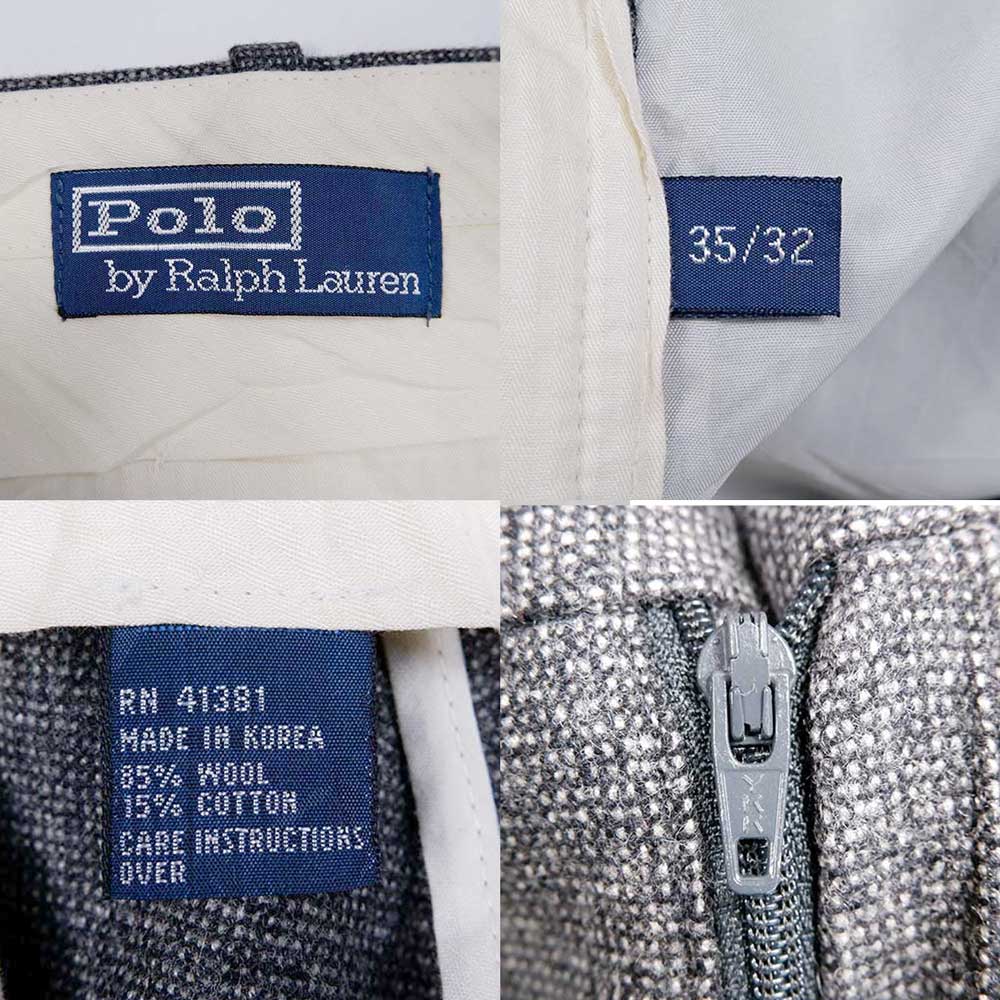 Polo
by Ralph Lauren
35/32
RN 41381
MADE IN KOREA
85% WOOL
15% COTTON
CARE INSTRUCTIONS
OVER
YKK